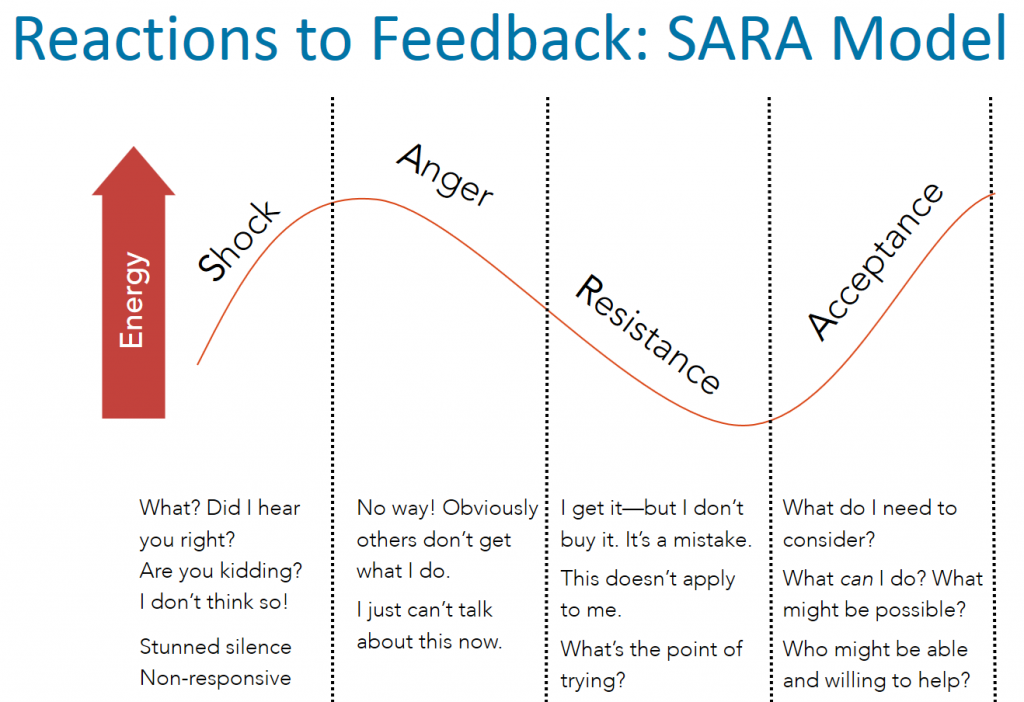 Reactions to Feedback: SARA Model
Energy
Shock
Anger
Resistance
Acceptance
What? Did I hear
you right?
Are you kidding?
I don't think so!
Stunned silence
Non-responsive
No way! Obviously
others don't get
what I do.
I just can't talk
about this now.
I get it—but I don't
buy it. It's a mistake.
This doesn't apply
to me.
What's the point of
trying?
What do I need to
consider?
What can I do? What
might be possible?
Who might be able
and willing to help?